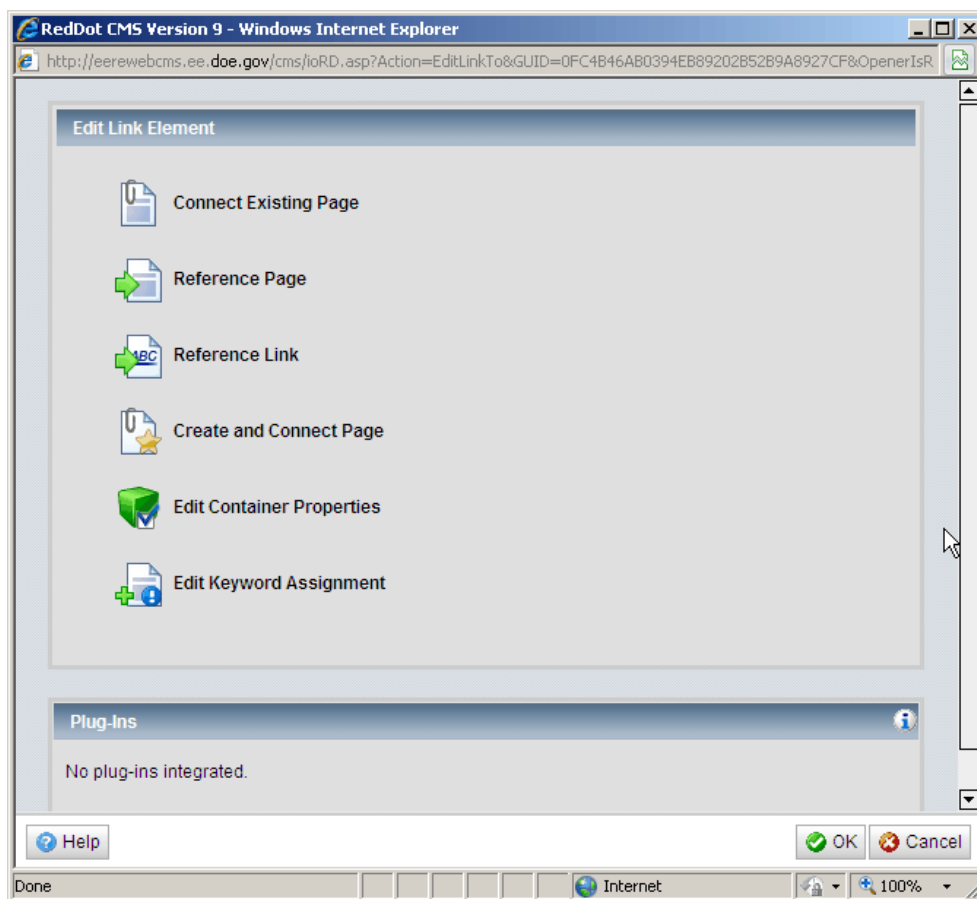 RedDot CMS Version 9 - Windows Internet Explorer
http://eerewebcms.ee.doe.gov/cms/ioRD.asp?Action=EditLinkTo&GUID=0FC4B46AB0394EB89202B52B9A8927CF&OpenerIsR
Edit Link Element
Connect Existing Page
Reference Page
ABC
Reference Link
Create and Connect Page
Edit Container Properties
Edit Keyword Assignment
Plug-Ins
No plug-ins integrated.
Help
OK
Cancel
Done
Internet
100%